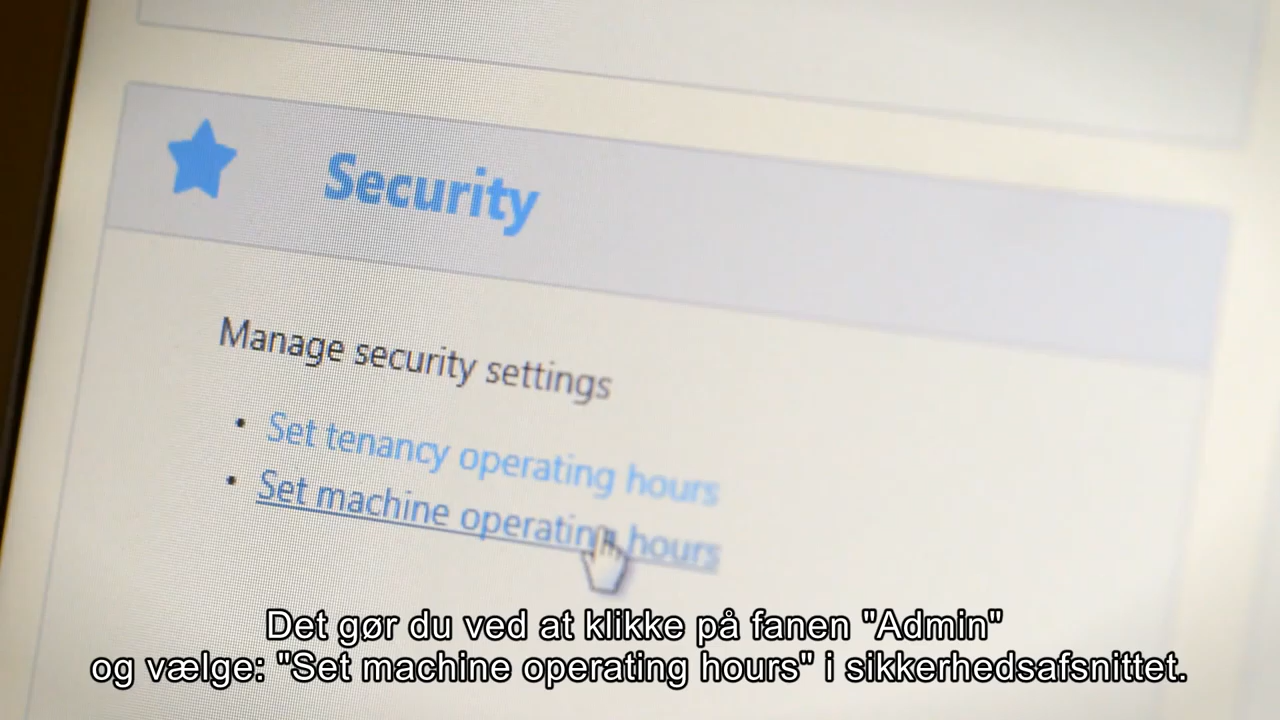 Security
Manage security settings
• Set tenancy operating hours
• Set machine operating hours
Det gør du ved at klikke på fanen "Admin"
og vælge: "Set machine operating hours" i sikkerhedsafsnittet.